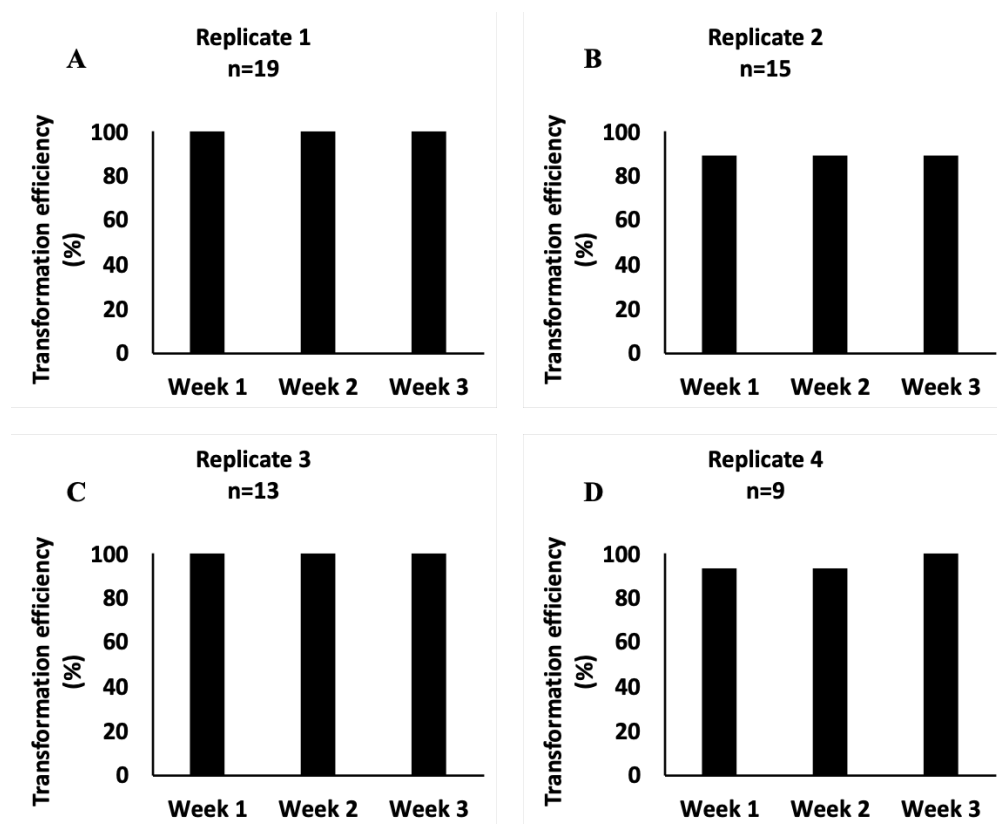 A
Replicate 1
n=19
Transformation efficiency
(%)
100
80
60
40
20
0
Week 1 Week 2 Week 3
B
Replicate 2
n=15
Transformation efficiency
(%)
100
80
60
40
20
0
Week 1 Week 2 Week 3
C
Replicate 3
n=13
Transformation efficiency
(%)
100
80
60
40
20
0
Week 1 Week 2 Week 3
D
Replicate 4
n=9
Transformation efficiency
(%)
100
80
60
40
20
0
Week 1 Week 2 Week 3